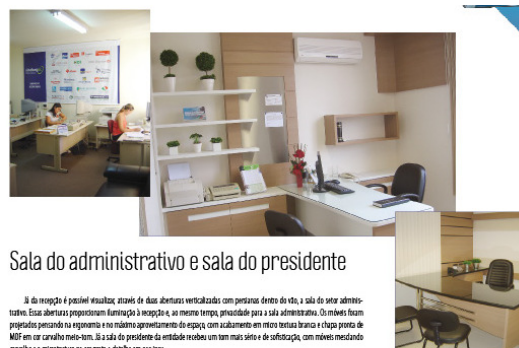 Sala do administrativo e sala do presidente
Já da recepção é possível visualizar, através de duas aberturas verticalizadas com persianas dentro do vão, a sala do setor adminis-
trativo. Essas aberturas proporcionam iluminação à recepção e, ao mesmo tempo, privacidade para a sala administrativa. Os móveis foram
projetados pensando na ergonomia e no máximo aproveitamento do espaço, com acabamento em micro textura branca e chapa pronta de
MDF em cor carvalho meio-tom. Já a sala do presidente da entidade recebeu um tom mais sério e de sofisticação, com móveis mesclando